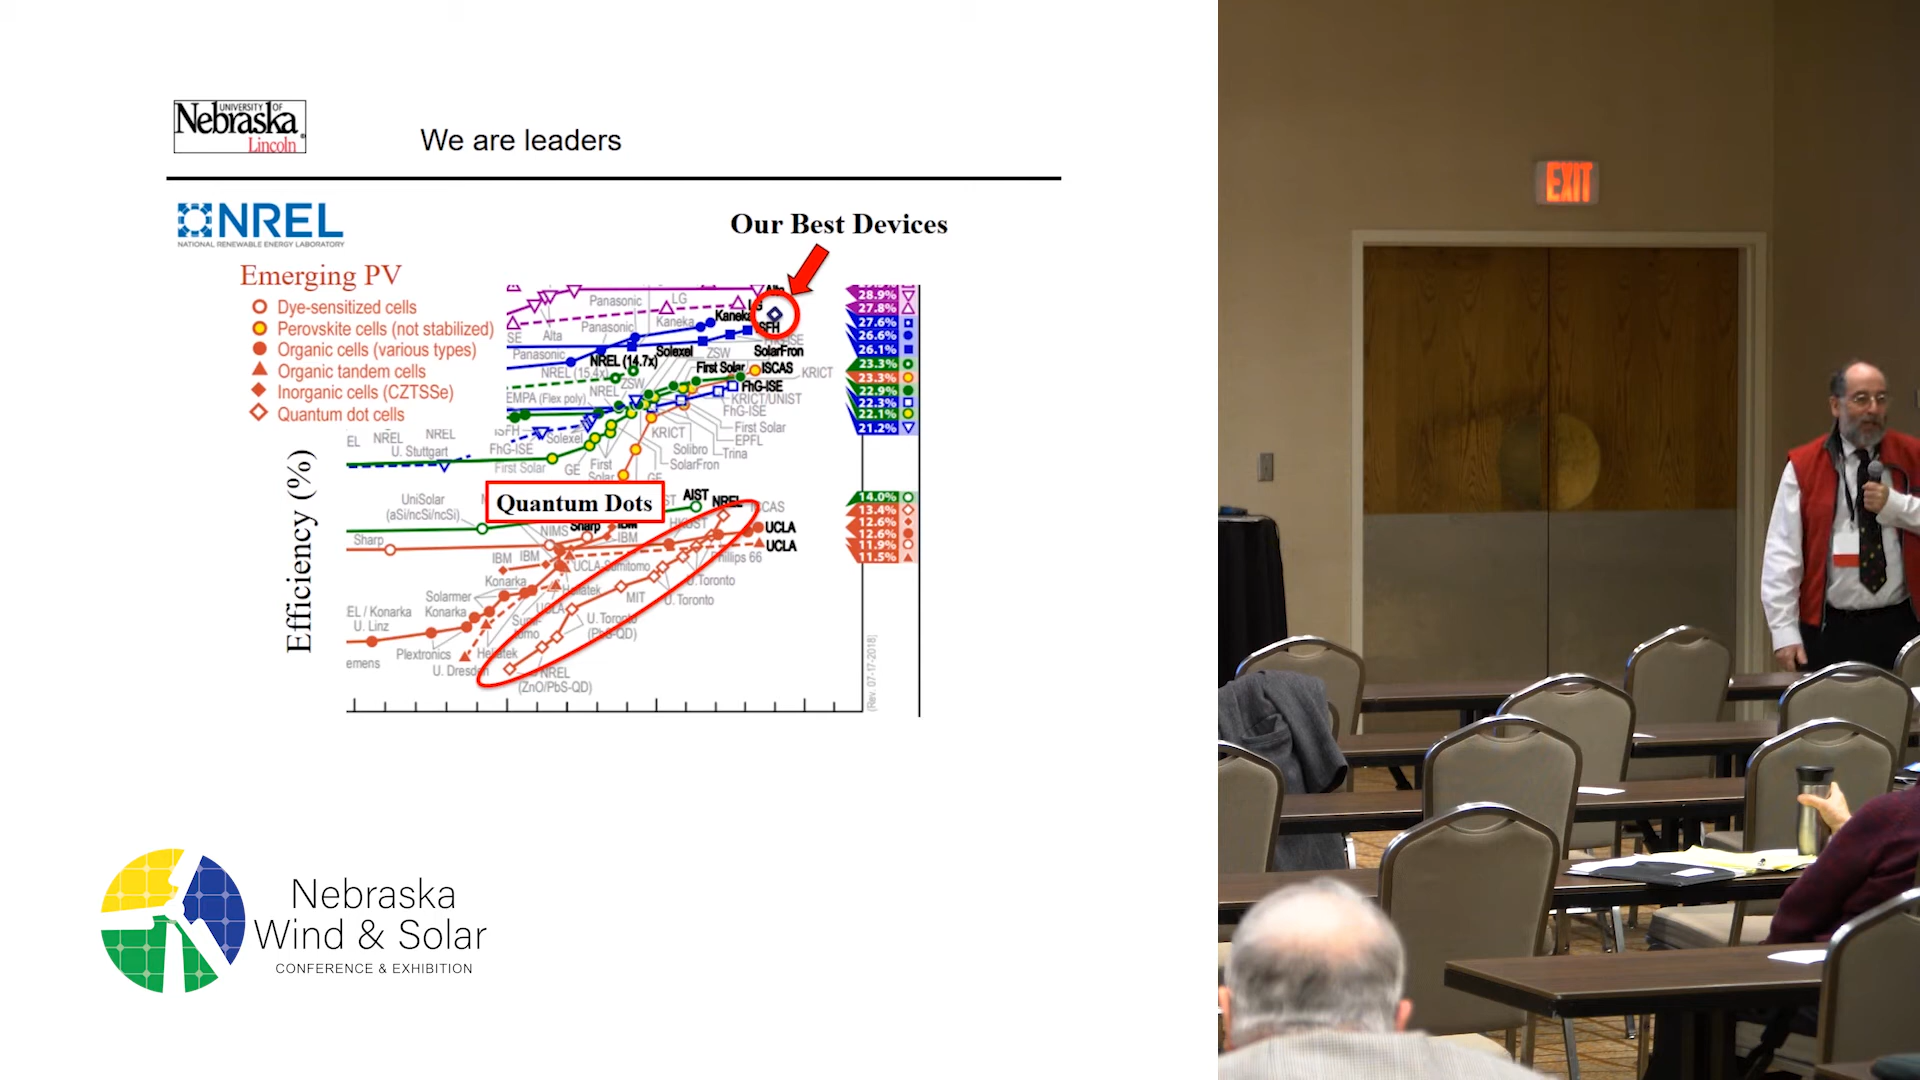 UNIVERSITY OF
Nebraska
Lincoln
We are leaders
NREL
NATIONAL RENEWABLE ENERGY LABORATORY
Our Best Devices
Emerging PV
Dye-sensitized cells
Perovskite cells (not stabilized)
Organic cells (various types)
Organic tandem cells
Inorganic cells (CZTSSe)
Quantum dot cells
Efficiency (%)
Panasonic
LG
Alta
LG
Kaneka
Kaneka
SE
Alta
Panasonic
Panasonic
NREL (14.7x)
Solexel
ZSW
SolarFron
NREL (15.4x)
ZSW
First Solar
ISCAS
KRICT
EMPA (Flex poly)
NREL
FhG-ISE
KRICT/UNIST
FhG-ISE
EL
NREL
NREL
ISFH
Solexel
KRICT
First Solar
EPFL
U. Stuttgart
FhG-ISE
Solibro
Trina
First Solar
GE
First
Solar
SolarFron
GE
UniSolar
(aSi/ncSi/ncSi)
Quantum Dots
AIST
NREL
Sharp
NIMS
Sharp
IBM
IBM
HKUST
UCLA
IBM
IBM
UCLA
UCLA-Sumitomo
Phillips 66
Konarka
U.Toronto
Solarmer
MIT
U. Toronto
EL / Konarka
Konarka
U. Linz
Sumi-
tomo
U. Toronto
(PbS-QD)
emens
Plextronics
Heliatek
U. Dresden
NREL
(ZnO/PbS-QD)
28.9%
27.8%
27.6%
26.6%
26.1%
23.3%
23.3%
22.9%
22.3%
22.1%
21.2%
14.0%
13.4%
12.6%
12.6%
11.9%
11.5%
(Rev. 07-17-2018)
Nebraska
Wind & Solar
CONFERENCE & EXHIBITION
EXIT